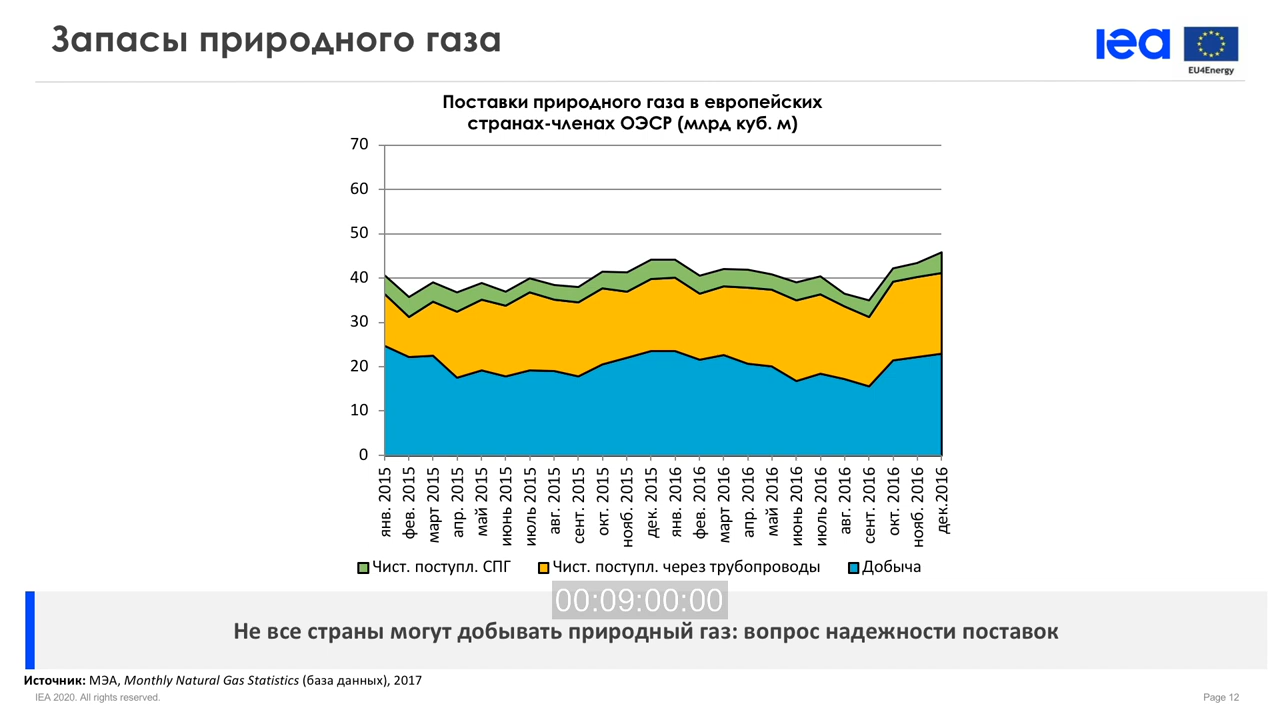 Запасы природного газа
iea
EU4Energy
Поставки природного газа в европейских
странах-членах ОЭСР (млрд куб. м)
70
60
50
40
30
20
10
0
янв. 2015
фев. 2015
март 2015
апр. 2015
май 2015
июнь 2015
июль 2015
авг. 2015
сент. 2015
окт. 2015
нояб. 2015
дек. 2015
янв. 2016
фев. 2016
март 2016
апр. 2016
май 2016
июнь 2016
июль 2016
авг. 2016
сент. 2016
окт. 2016
нояб. 2016
дек.2016
Чист. поступл. СПГ
Чист. поступл. через трубопроводы
Добыча
00:09:00:00
Не все страны могут добывать природный газ: вопрос надежности поставок
Источник: МЭА, Monthly Natural Gas Statistics (база данных), 2017
IEA 2020. All rights reserved.
Page 12